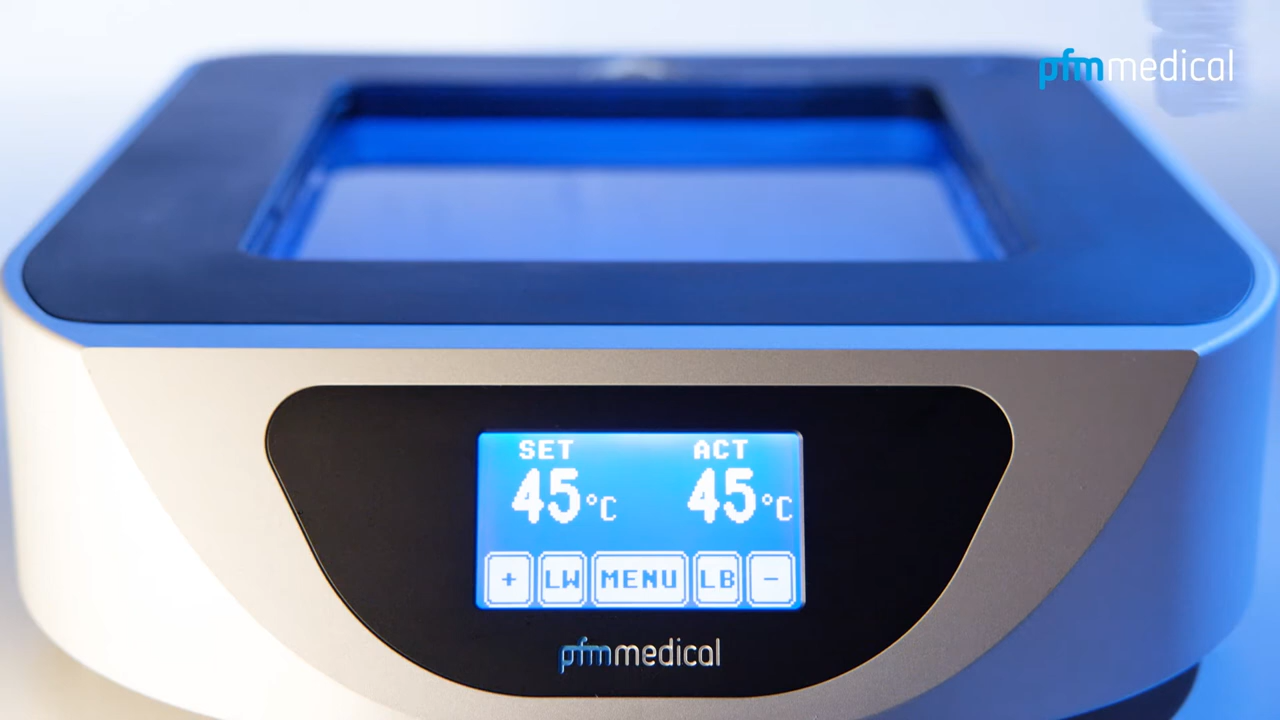 pfmmedical
SET ACT
45°C 45°C
+ LW MENU LB -
pfmmedical